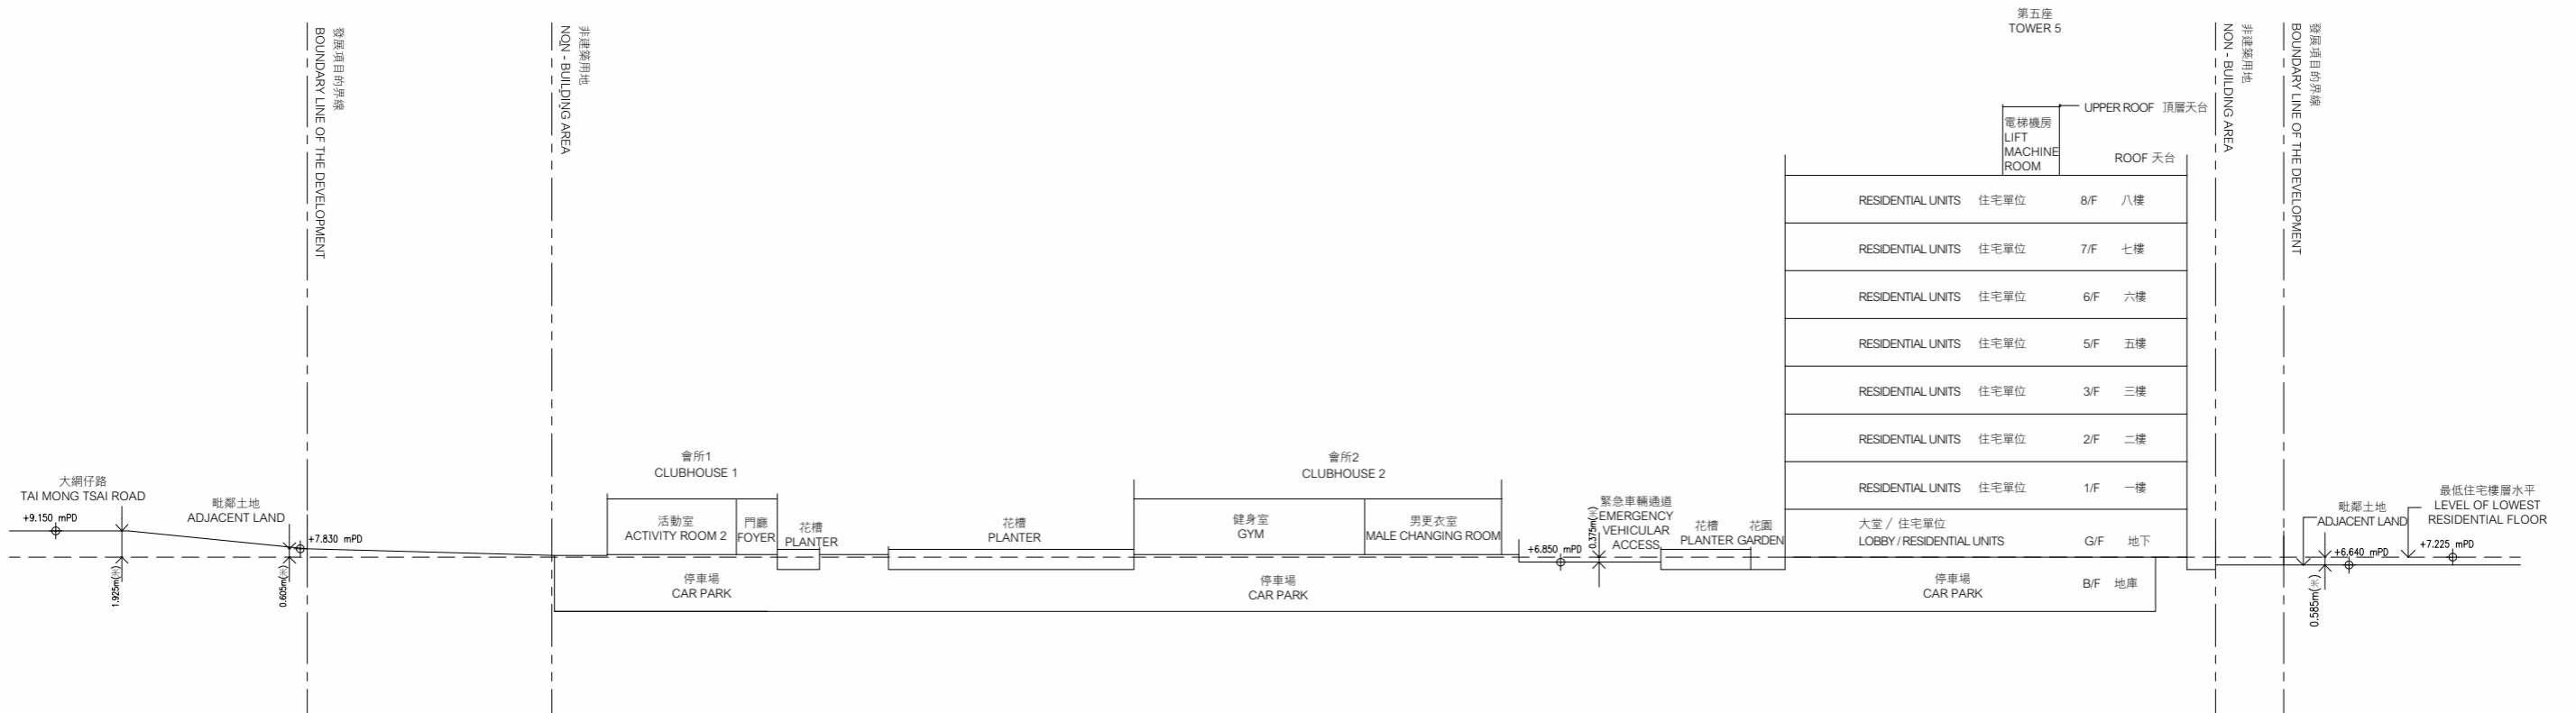 第五座
TOWER 5
發展項目的界線
BOUNDARY LINE OF THE DEVELOPMENT
非建築用地
NON - BUILDING AREA
非建築用地
NON - BUILDING AREA
發展項目的界線
BOUNDARY LINE OF THE DEVELOPMENT
UPPER ROOF 頂層天台
電梯機房
LIFT
MACHINE
ROOM
ROOF 天台
RESIDENTIAL UNITS 住宅單位 8/F 八樓
RESIDENTIAL UNITS 住宅單位 7/F 七樓
RESIDENTIAL UNITS 住宅單位 6/F 六樓
RESIDENTIAL UNITS 住宅單位 5/F 五樓
RESIDENTIAL UNITS 住宅單位 3/F 三樓
RESIDENTIAL UNITS 住宅單位 2/F 二樓
RESIDENTIAL UNITS 住宅單位 1/F 一樓
大堂 / 住宅單位
LOBBY/RESIDENTIAL UNITS G/F 地下
停車場
CAR PARK
B/F 地庫
大網仔路
TAI MONG TSAI ROAD
+9.150 mPD
1.925m(米)
毗鄰土地
ADJACENT LAND
0.605m(米)
+7.830 mPD
會所1
CLUBHOUSE 1
活動室
ACTIVITY ROOM 2
門廳
FOYER
花槽
PLANTER
停車場
CAR PARK
花槽
PLANTER
會所2
CLUBHOUSE 2
健身室
GYM
男更衣室
MALE CHANGING ROOM
停車場
CAR PARK
+6.850 mPD
0.375m(米)
緊急車輛通道
EMERGENCY
VEHICULAR
ACCESS
花槽
PLANTER
花園
GARDEN
毗鄰土地
ADJACENT LAND
+6.640 mPD
0.585m(米)
最低住宅樓層水平
LEVEL OF LOWEST
RESIDENTIAL FLOOR
+7.225 mPD